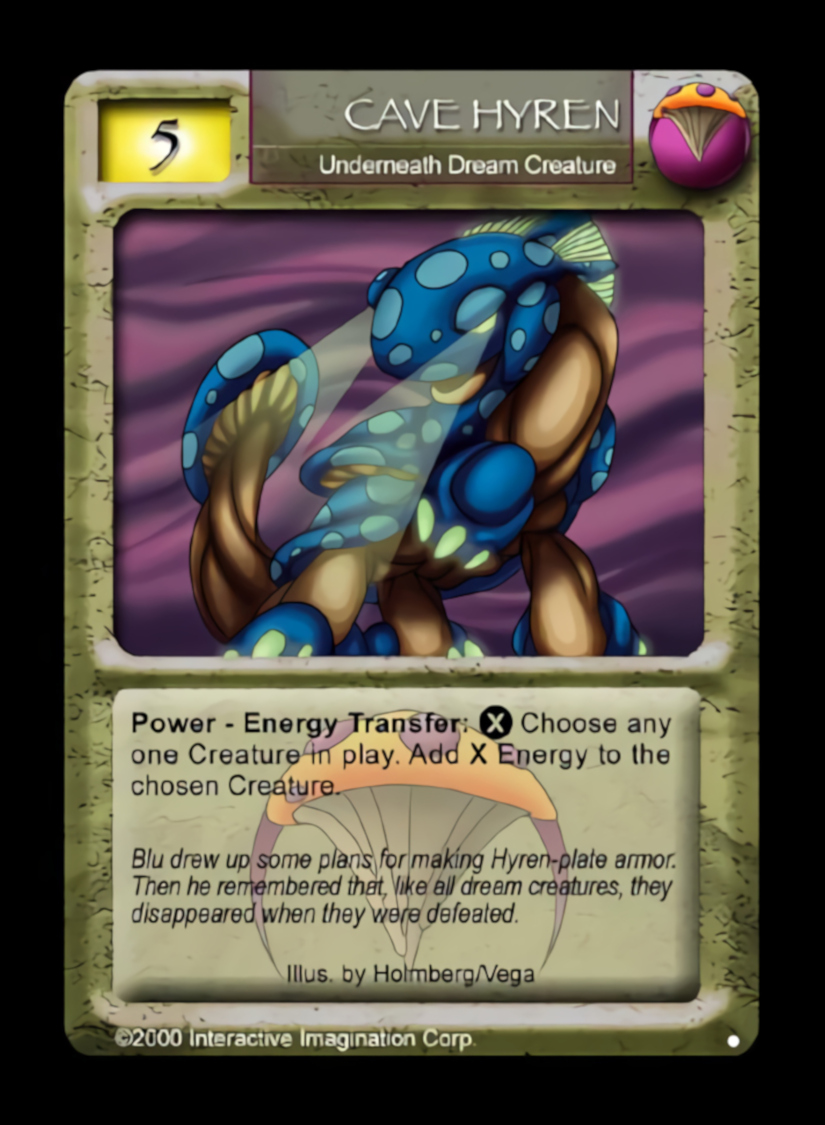 5
CAVE HYREN
Underneath Dream Creature
Power - Energy Transfer: X Choose any
one Creature in play. Add X Energy to the
chosen Creature.
Blu drew up some plans for making Hyren-plate armor.
Then he remembered that, like all dream creatures, they
disappeared when they were defeated.
Illus. by Holmberg/Vega
©2000 Interactive Imagination Corp.